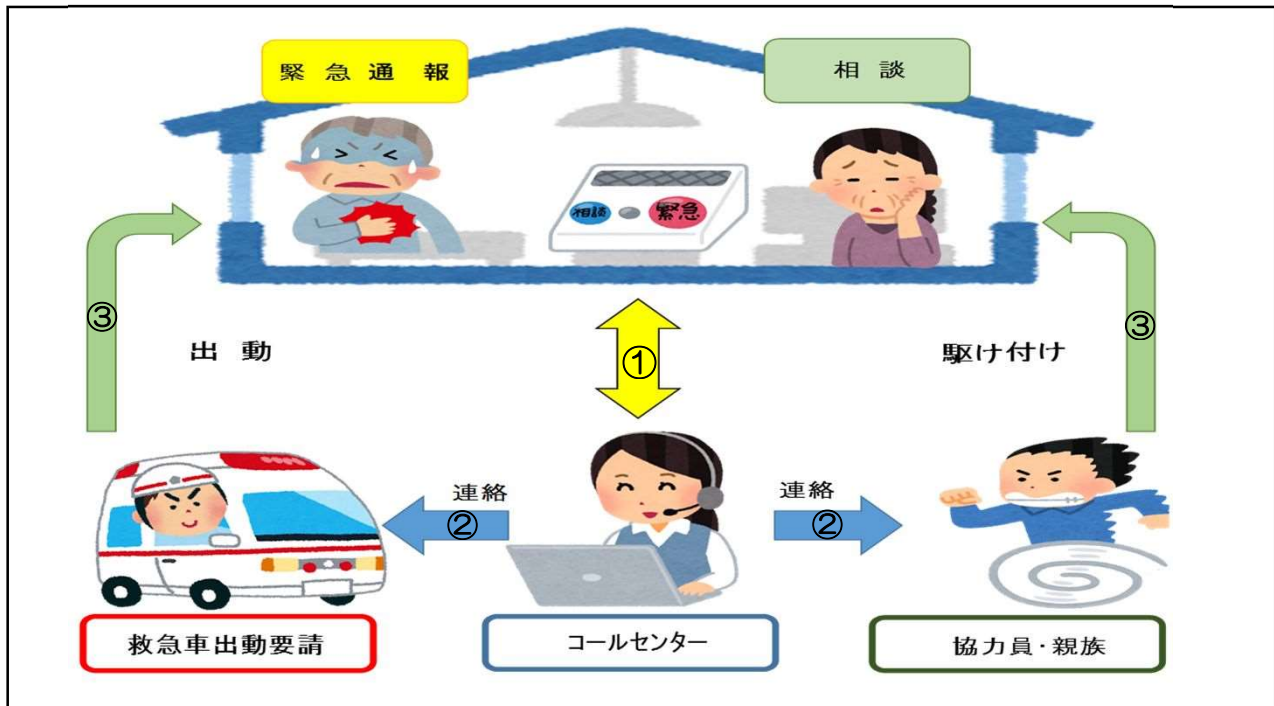 緊急通報
相談
相談
緊急
③
出動
①
駆け付け
③
連絡
②
連絡
②
救急車出動要請
コールセンター
協力員・親族